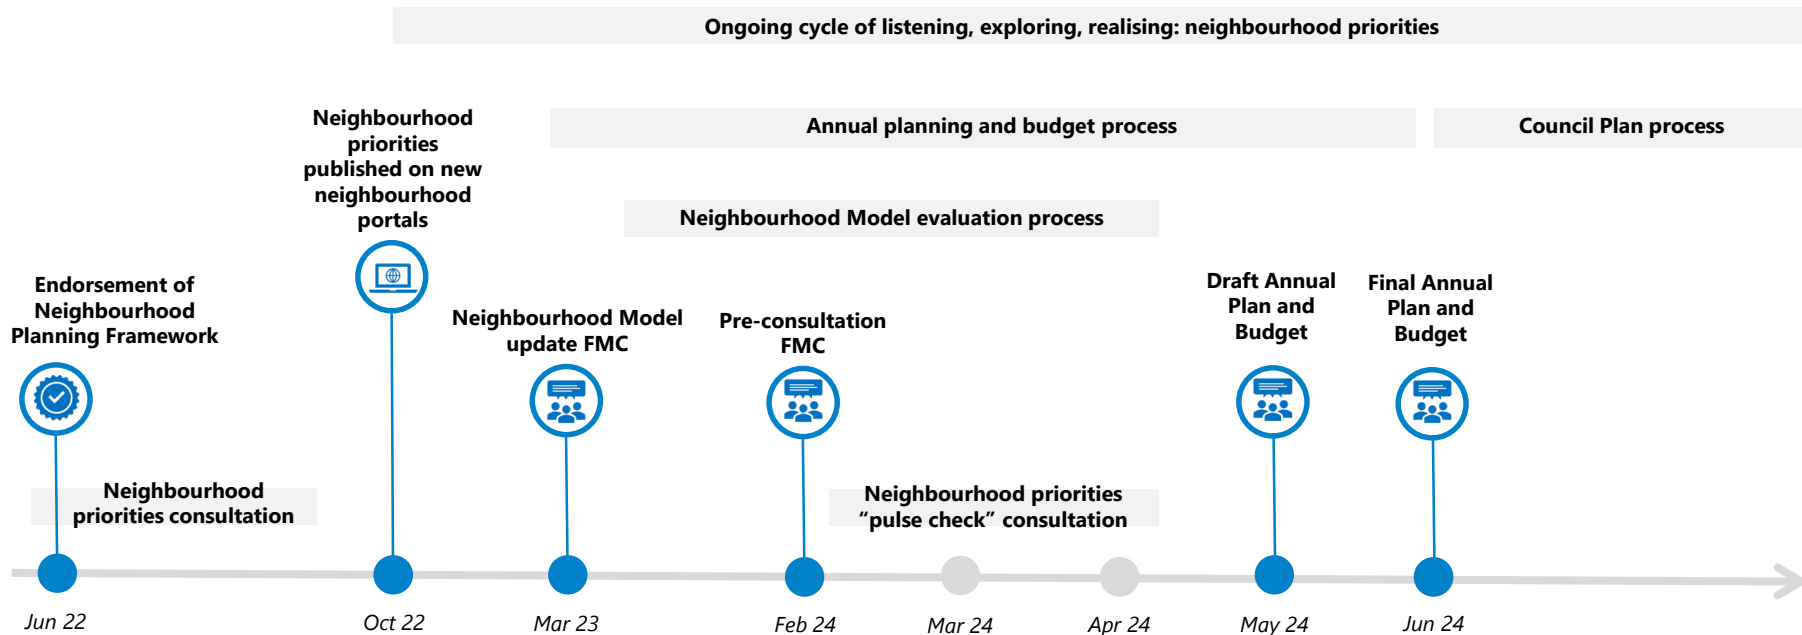 Ongoing cycle of listening, exploring, realising: neighbourhood priorities
Annual planning and budget process
Council Plan process
Neighbourhood Model evaluation process
Endorsement of
Neighbourhood
Planning Framework
Neighbourhood
priorities
published on new
neighbourhood
portals
Neighbourhood Model
update FMC
Pre-consultation
FMC
Draft Annual
Plan and
Budget
Final Annual
Plan and
Budget
Neighbourhood
priorities consultation
Neighbourhood priorities
“pulse check” consultation
Jun 22
Oct 22
Mar 23
Feb 24
Mar 24
Apr 24
May 24
Jun 24